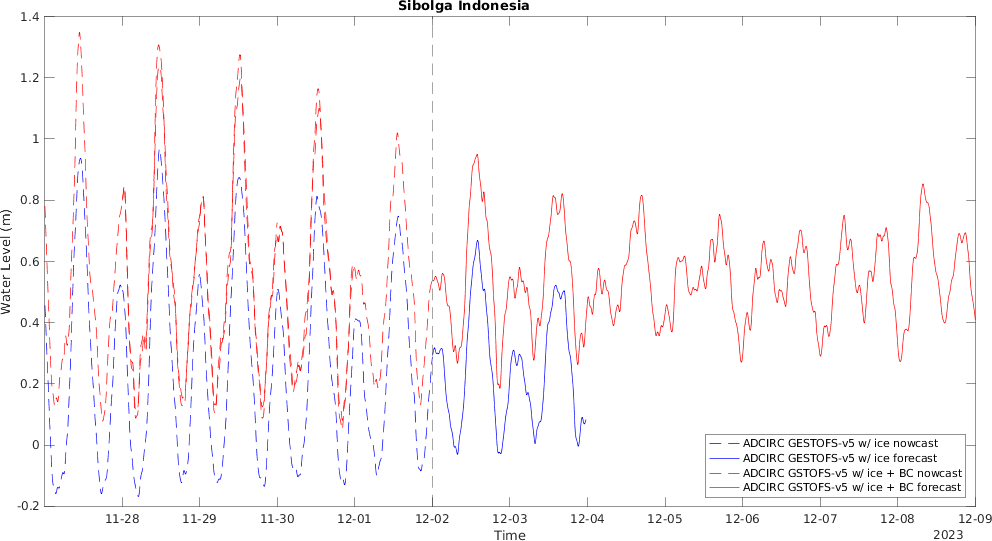 Sibolga Indonesia
1.4
1.2
1
0.8
0.6
0.4
0.2
0
-0.2
Water Level (m)
11-28 11-29 11-30 12-01 12-02 12-03 12-04 12-05 12-06 12-07 12-08 12-09
Time
2023
ADCIRC GESTOFS-v5 w/ ice nowcast
ADCIRC GESTOFS-v5 w/ ice forecast
ADCIRC GSTOFS-v5 w/ ice + BC nowcast
ADCIRC GSTOFS-v5 w/ ice + BC forecast